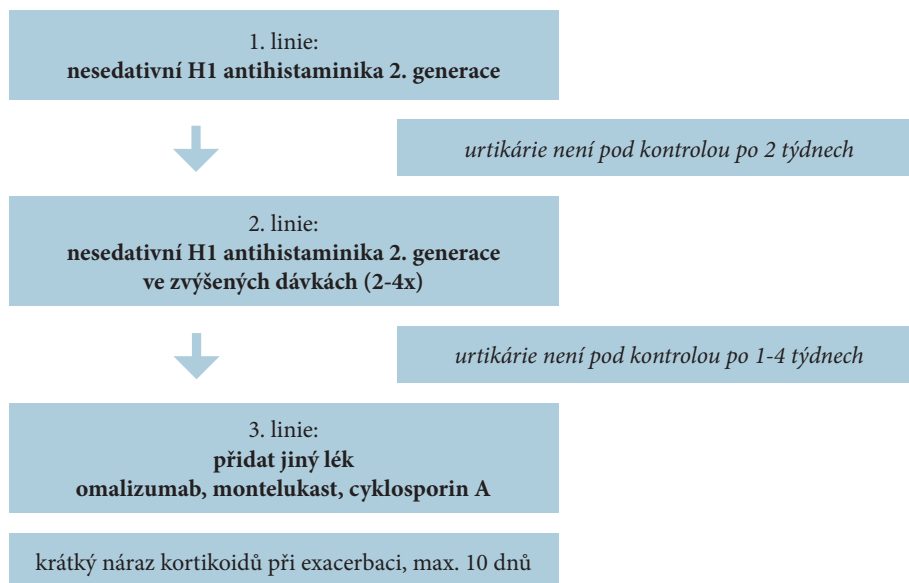 1. linie:
nesedativní H1 antihistaminika 2. generace
urtikárie není pod kontrolou po 2 týdnech
2. linie:
nesedativní H1 antihistaminika 2. generace
ve zvýšených dávkách (2-4x)
urtikárie není pod kontrolou po 1-4 týdnech
3. linie:
přidat jiný lék
omalizumab, montelukast, cyklosporin A
krátký náraz kortikoidů při exacerbaci, max. 10 dnů